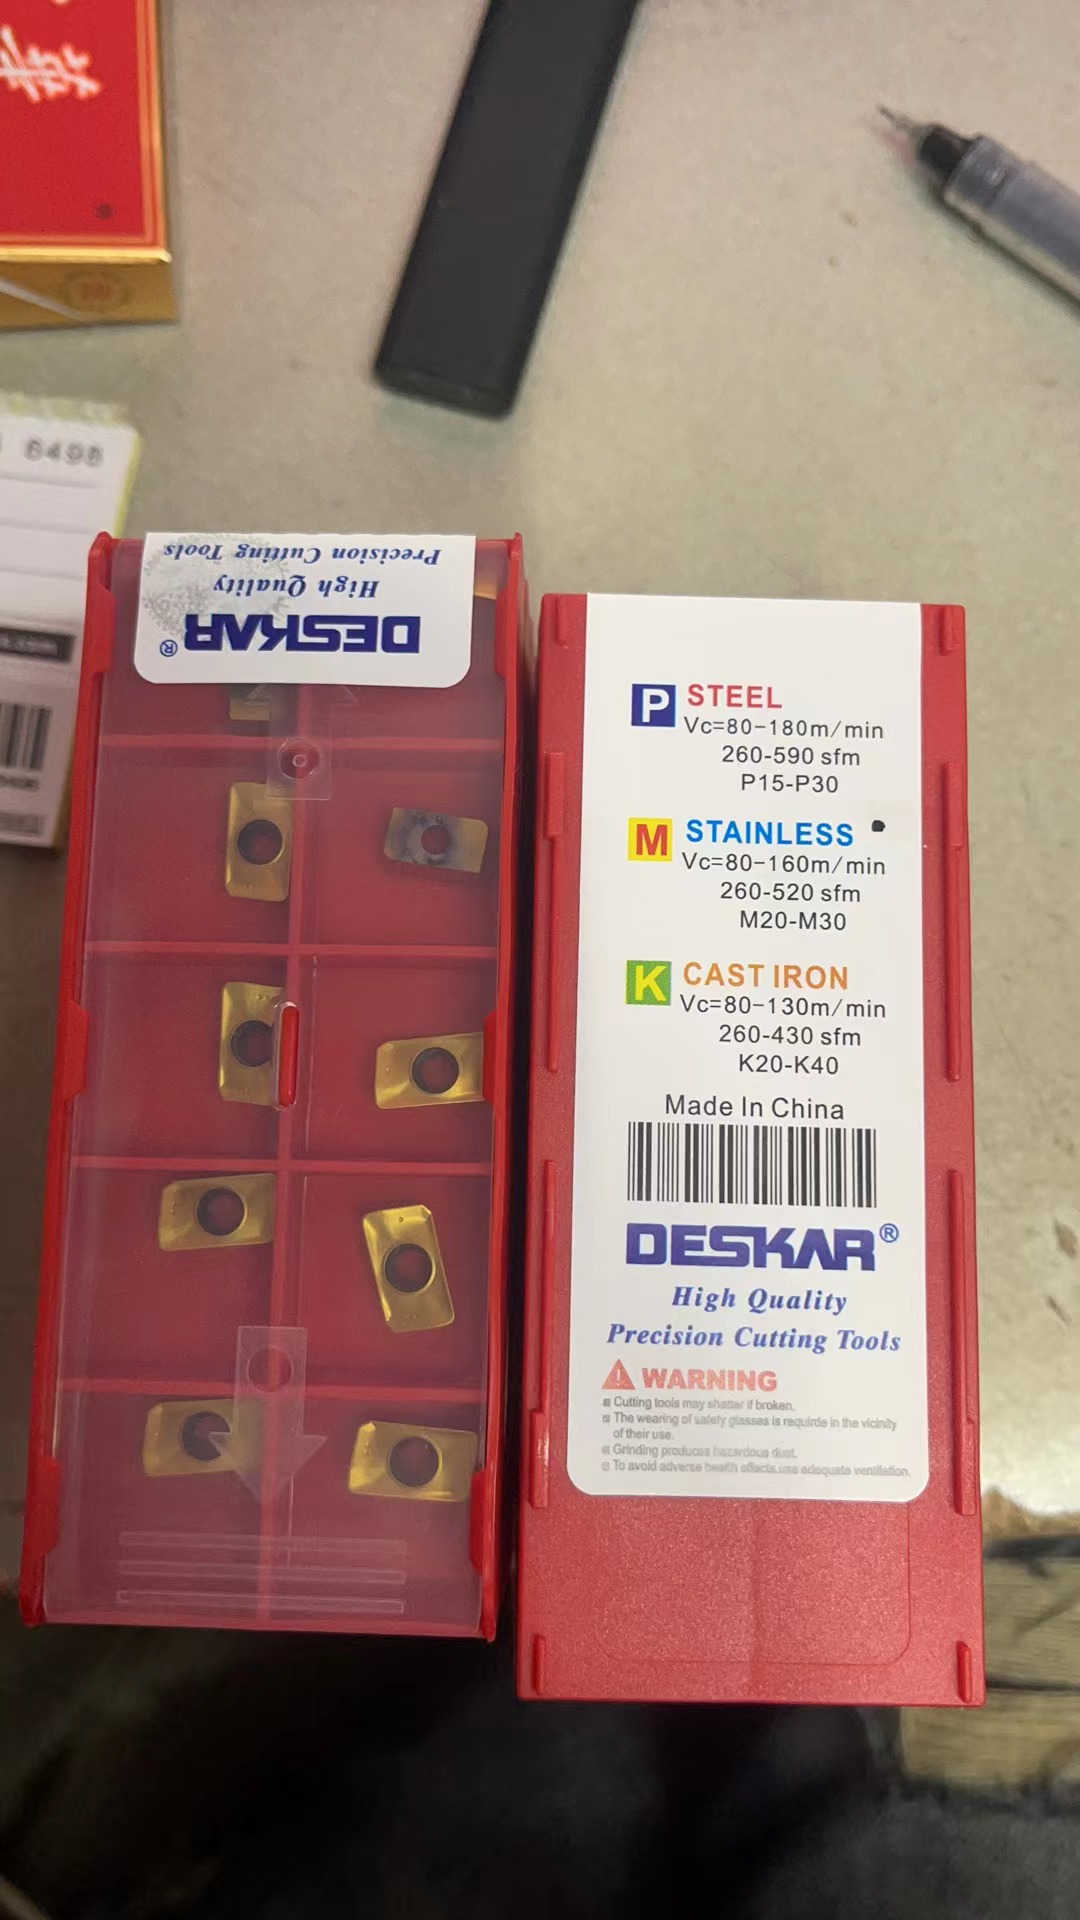 6498
DESKAR®
High Quality
Precision Cutting Tools
P STEEL
Vc=80-180m/min
260-590 sfm
P15-P30
M STAINLESS
Vc=80-160m/min
260-520 sfm
M20-M30
K CAST IRON
Vc=80-130m/min
260-430 sfm
K20-K40
Made In China
DESKAR®
High Quality
Precision Cutting Tools
WARNING
Cutting tools may shatter if broken.
The wearing of safety glasses is requirde in the vicinity
of their use.
Grinding produces hazardous dust.
To avoid adverse health effects use adequate ventilation.